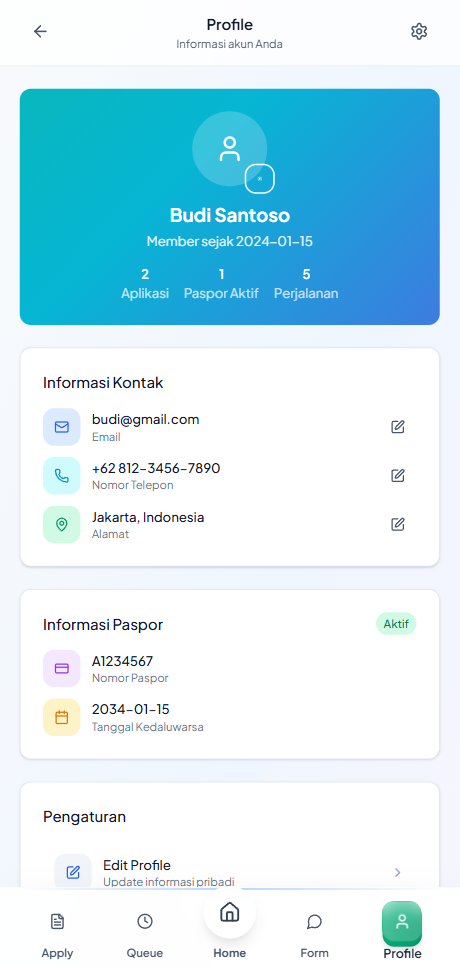 Profile
Informasi akun Anda
Budi Santoso
Member sejak 2024-01-15
2 1 5
Aplikasi Paspor Aktif Perjalanan
Informasi Kontak
budi@gmail.com
Email
+62 812-3456-7890
Nomor Telepon
Jakarta, Indonesia
Alamat
Informasi Paspor Aktif
A1234567
Nomor Paspor
2034-01-15
Tanggal Kedaluwarsa
Pengaturan
Edit Profile
Update informasi pribadi
Apply Queue Home Form Profile